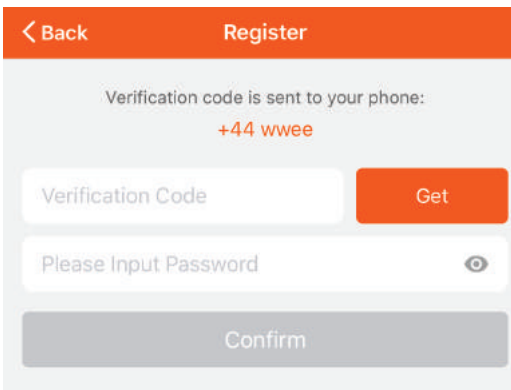 Back
Register
Verification code is sent to your phone:
+44 wwee
Verification Code
Get
Please Input Password
Confirm